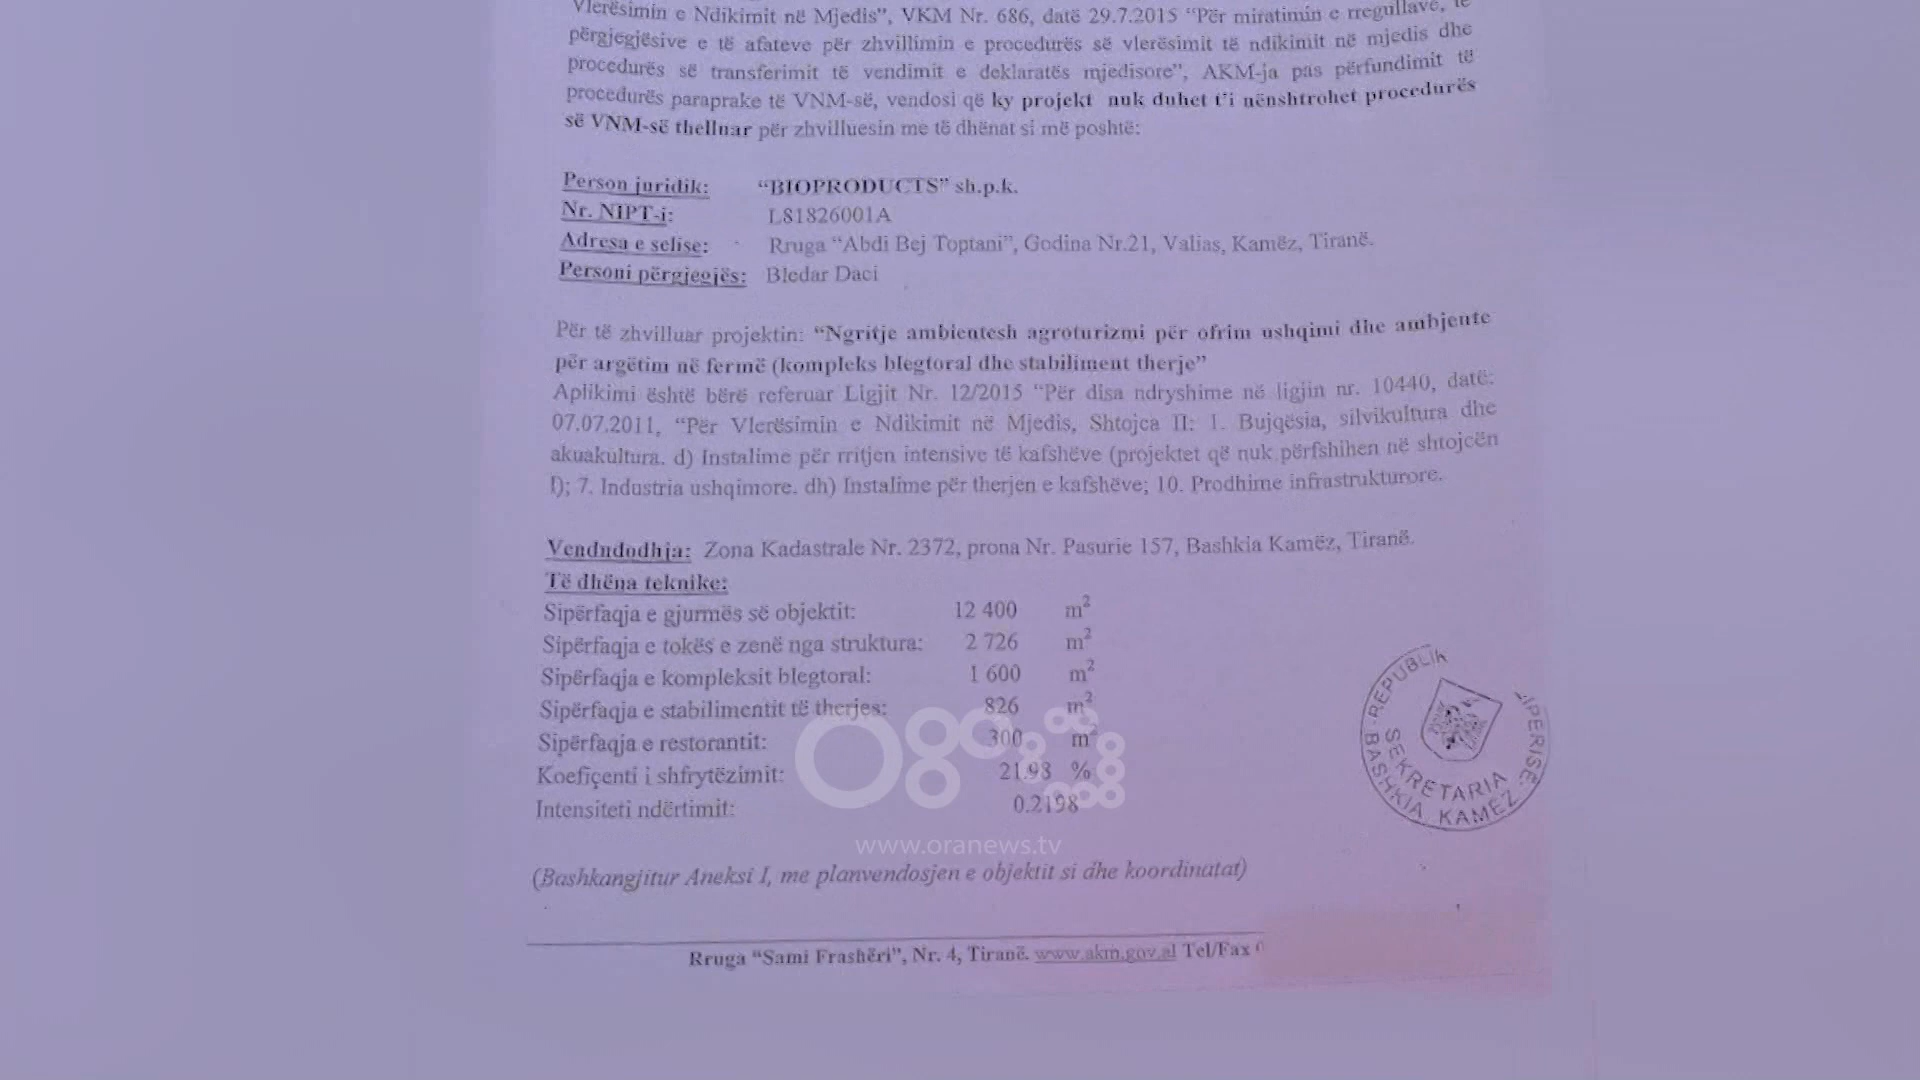 Vlerësimin e Ndikimit në Mjedis”, VKM Nr. 686, datë 29.7.2015 “Për miratimin e rregullave, të
përgjegjësive e të afateve për zhvillimin e procedurës së vlerësimit të ndikimit në mjedis dhe
procedurës së transferimit të vendimit e deklaratës mjedisore”, AKM-ja pas përfundimit të
procedurës paraprake të VNM-së, vendosi që ky projekt nuk duhet t’i nënshtrohet procedurës
së VNM-së thelluar për zhvilluesin me të dhënat si më poshtë:
Person juridik: “BIOPRODUCTS” sh.p.k.
Nr. NIPT-i: L81826001A
Adresa e selise: Rruga “Abdi Bej Toptani”, Godina Nr.21, Valias, Kamëz, Tiranë.
Personi përgjegjës: Bledar Daci
Për të zhvilluar projektin: “Ngritje ambientesh agroturizmi për ofrim ushqimi dhe ambjente
për argëtim në fermë (kompleks blegtoral dhe stabiliment therje”
Aplikimi është bërë referuar Ligjit Nr. 12/2015 “Për disa ndryshime në ligjin nr. 10440, datë:
07.07.2011, “Për Vlerësimin e Ndikimit në Mjedis, Shtojca II: 1. Bujqësia, silvikultura dhe
akuakultura. d) Instalime për rritjen intensive të kafshëve (projektet që nuk përfshihen në shtojcën
I); 7. Industria ushqimore. dh) Instalime për therjen e kafshëve; 10. Prodhime infrastrukturore.
Vendndodhja: Zona Kadastrale Nr. 2372, prona Nr. Pasurie 157, Bashkia Kamëz, Tiranë.
Të dhëna teknike:
Sipërfaqja e gjurmës së objektit: 12 400 m²
Sipërfaqja e tokës e zenë nga struktura: 2 726 m²
Sipërfaqja e kompleksit blegtoral: 1 600 m²
Sipërfaqja e stabilimentit të therjes: 826 m²
Sipërfaqja e restorantit: 300 m²
Koefiçenti i shfrytëzimit: 21.98 %
Intensiteti ndërtimit: 0.2198
www.oranews.tv
(Bashkangjitur Aneksi I, me planvendosjen e objektit si dhe koordinatat)
Rruga “Sami Frashëri”, Nr. 4, Tiranë. www.akm.gov.al Tel/Fax
REPUBLIK IPËRISË
SEKRETARIA
BASHKIA KAMËZ